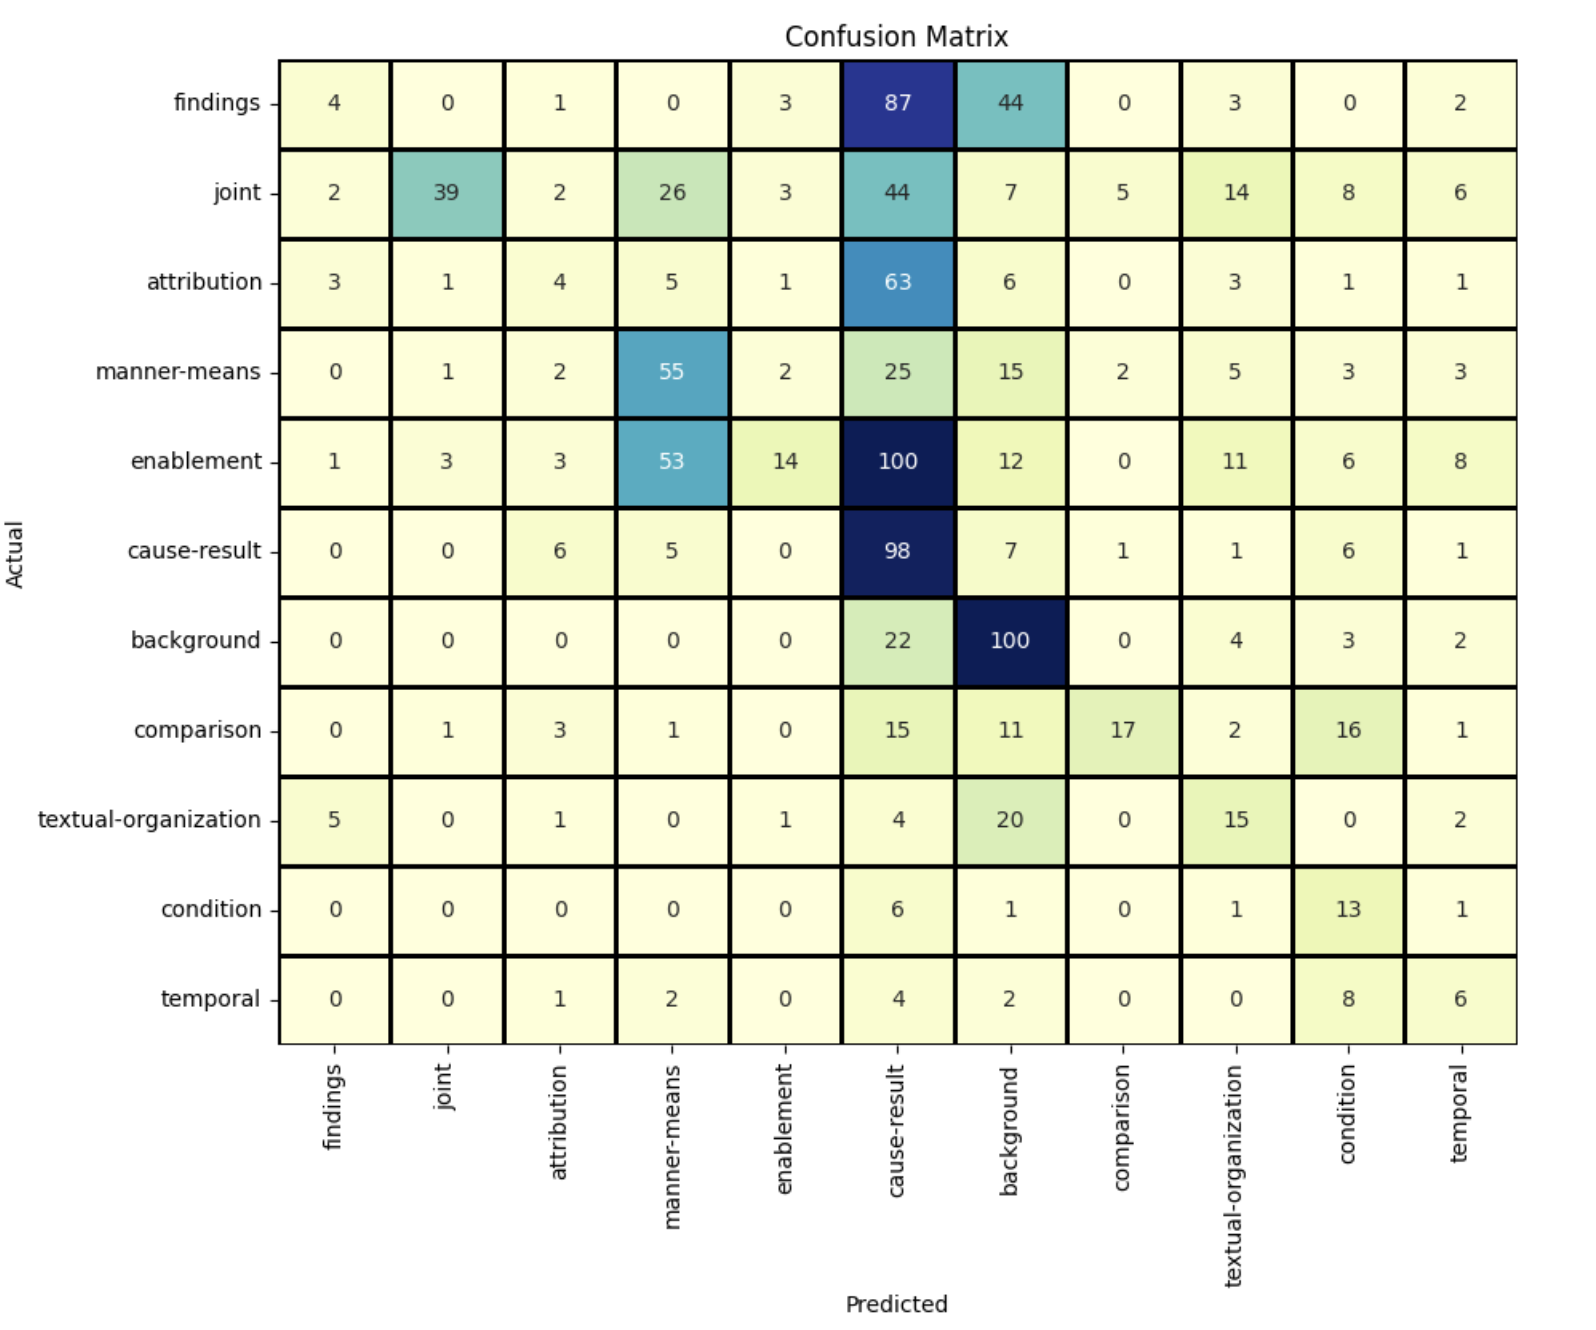 Confusion Matrix
findings 4 0 1 0 3 87 44 0 3 0 2
joint 2 39 2 26 3 44 7 5 14 8 6
attribution 3 1 4 5 1 63 6 0 3 1 1
manner-means 0 1 2 55 2 25 15 2 5 3 3
enablement 1 3 3 53 14 100 12 0 11 6 8
cause-result 0 0 6 5 0 98 7 1 1 6 1
background 0 0 0 0 0 22 100 0 4 3 2
comparison 0 1 3 1 0 15 11 17 2 16 1
textual-organization 5 0 1 0 1 4 20 0 15 0 2
condition 0 0 0 0 0 6 1 0 1 13 1
temporal 0 0 1 2 0 4 2 0 0 8 6
Actual
findings
joint
attribution
manner-means
enablement
cause-result
background
comparison
textual-organization
condition
temporal
Predicted